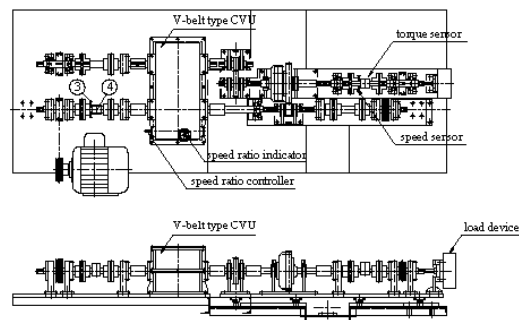 V-belt type CVU
torque sensor
3
4
speed sensor
speed ratio indicator
speed ratio controller
V-belt type CVU
load device